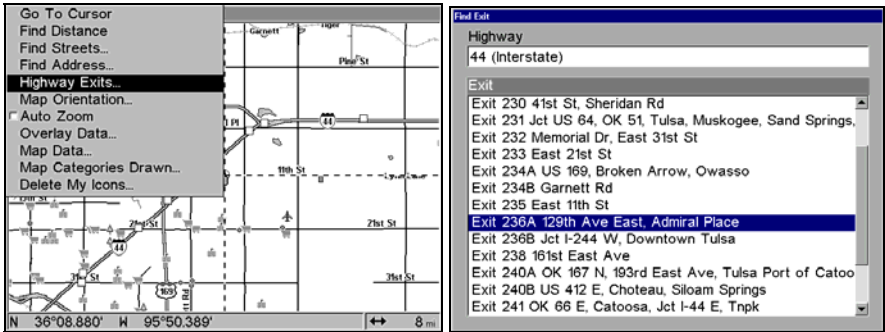 Go To Cursor
Find Distance
Find Streets...
Find Address...
Highway Exits...
Map Orientation...
Auto Zoom
Overlay Data...
Map Data...
Map Categories Drawn...
Delete My Icons...
Garnett
Tiger
Pine St
44
Pl
11th St
21st St
21st St
44
31st St
31st St
169
N 36°08.880' W 95°50.389'
8 mi
Find Exit
Highway
44 (Interstate)
Exit
Exit 230 41st St, Sheridan Rd
Exit 231 Jct US 64, OK 51, Tulsa, Muskogee, Sand Springs,
Exit 232 Memorial Dr, East 31st St
Exit 233 East 21st St
Exit 234A US 169, Broken Arrow, Owasso
Exit 234B Garnett Rd
Exit 235 East 11th St
Exit 236A 129th Ave East, Admiral Place
Exit 236B Jct I-244 W, Downtown Tulsa
Exit 238 161st East Ave
Exit 240A OK 167 N, 193rd East Ave, Tulsa Port of Catoo
Exit 240B US 412 E, Choteau, Siloam Springs
Exit 241 OK 66 E, Catoosa, Jct I-44 E, Tnpk